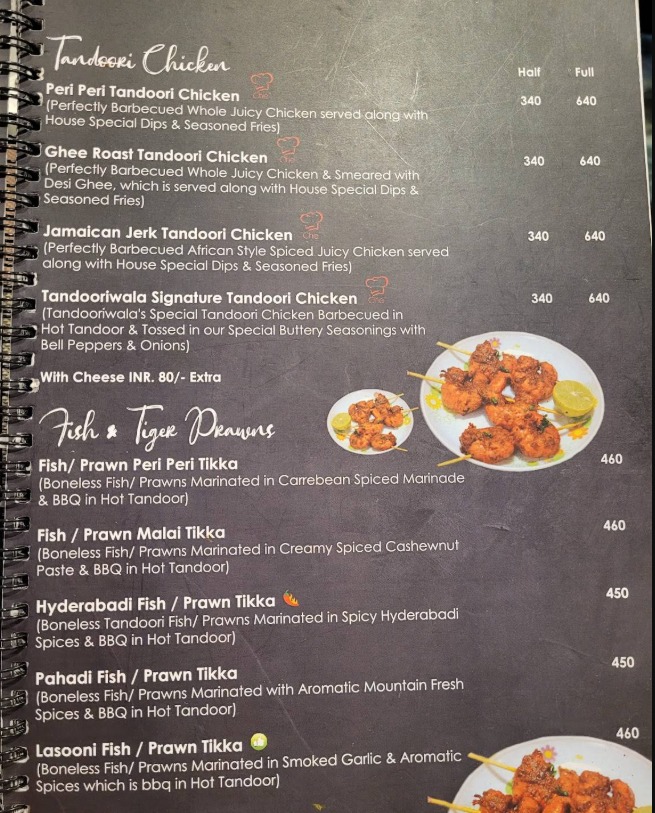 Tandoori Chicken
Half Full
Peri Peri Tandoori Chicken
340 640
(Perfectly Barbecued Whole Juicy Chicken served along with
House Special Dips & Seasoned Fries)
Ghee Roast Tandoori Chicken
340 640
(Perfectly Barbecued Whole Juicy Chicken & Smeared with
Desi Ghee, which is served along with House Special Dips &
Seasoned Fries)
Jamaican Jerk Tandoori Chicken
340 640
(Perfectly Barbecued African Style Spiced Juicy Chicken served
along with House Special Dips & Seasoned Fries)
Tandooriwala Signature Tandoori Chicken
340 640
(Tandooriwala's Special Tandoori Chicken Barbecued in
Hot Tandoor & Tossed in our Special Buttery Seasonings with
Bell Peppers & Onions)
With Cheese INR. 80/- Extra
Fish & Tiger Prawns
Fish/ Prawn Peri Peri Tikka 460
(Boneless Fish/ Prawns Marinated in Carrebean Spiced Marinade
& BBQ in Hot Tandoor)
Fish / Prawn Malai Tikka 460
(Boneless Fish/ Prawns Marinated in Creamy Spiced Cashewnut
Paste & BBQ in Hot Tandoor)
Hyderabadi Fish / Prawn Tikka 450
(Boneless Tandoori Fish/ Prawns Marinated in Spicy Hyderabadi
Spices & BBQ in Hot Tandoor)
Pahadi Fish / Prawn Tikka 450
(Boneless Fish/ Prawns Marinated with Aromatic Mountain Fresh
Spices & BBQ in Hot Tandoor)
Lasooni Fish / Prawn Tikka 460
(Boneless Fish/ Prawns Marinated in Smoked Garlic & Aromatic
Spices which is bbq in Hot Tandoor)